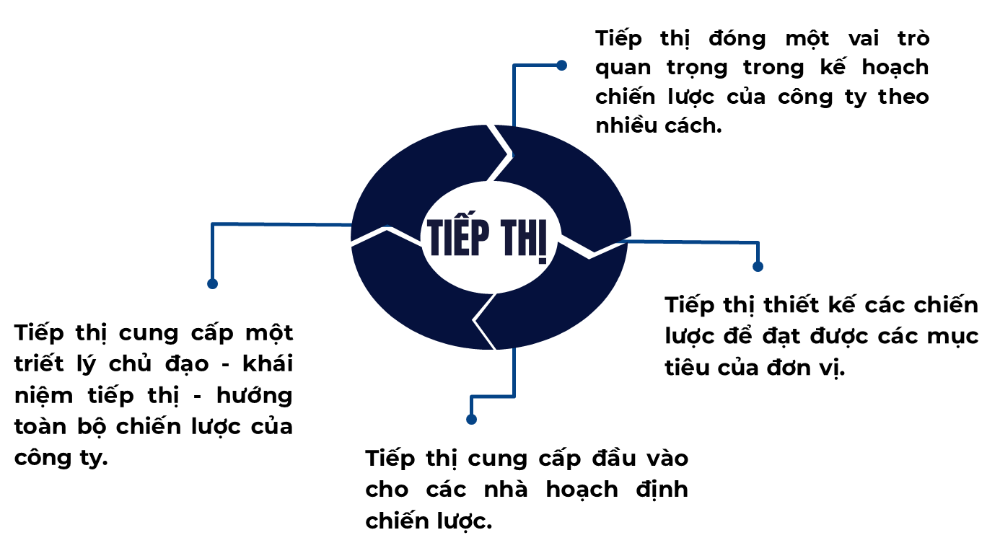 Tiếp thị đóng một vai trò
quan trọng trong kế hoạch
chiến lược của công ty theo
nhiều cách.
TIẾP THỊ
Tiếp thị thiết kế các chiến
lược để đạt được các mục
tiêu của đơn vị.
Tiếp thị cung cấp một
triết lý chủ đạo - khái
niệm tiếp thị - hướng
toàn bộ chiến lược của
công ty.
Tiếp thị cung cấp đầu vào
cho các nhà hoạch định
chiến lược.